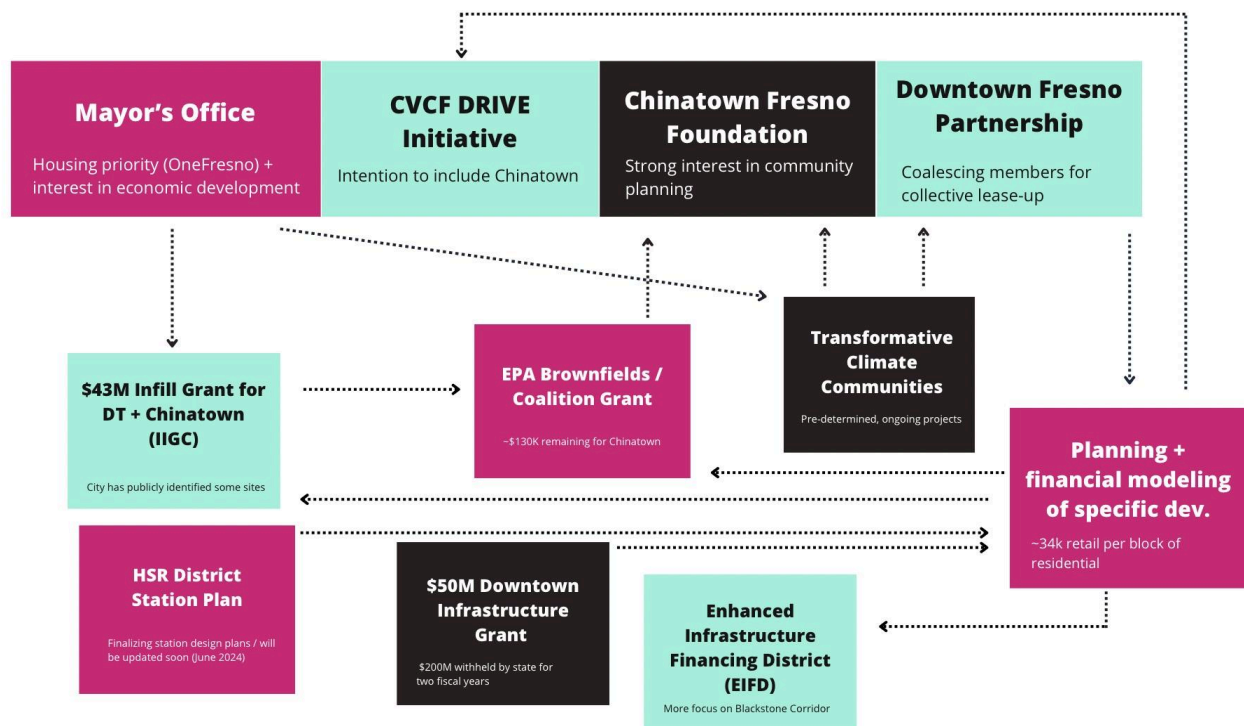 Mayor's Office
Housing priority (OneFresno) +
interest in economic development
CVCF DRIVE
Initiative
Intention to include Chinatown
Chinatown Fresno
Foundation
Strong interest in community
planning
Downtown Fresno
Partnership
Coalescing members for
collective lease-up
$43M Infill Grant for
DT + Chinatown
(IIGC)
City has publicly identified some sites
EPA Brownfields /
Coalition Grant
~$130K remaining for Chinatown
Transformative
Climate
Communities
Pre-determined, ongoing projects
Planning +
financial modeling
of specific dev.
~34k retail per block of
residential
HSR District
Station Plan
Finalizing station design plans / will
be updated soon (June 2024)
$50M Downtown
Infrastructure
Grant
$200M withheld by state for
two fiscal years
Enhanced
Infrastructure
Financing District
(EIFD)
More focus on Blackstone Corridor